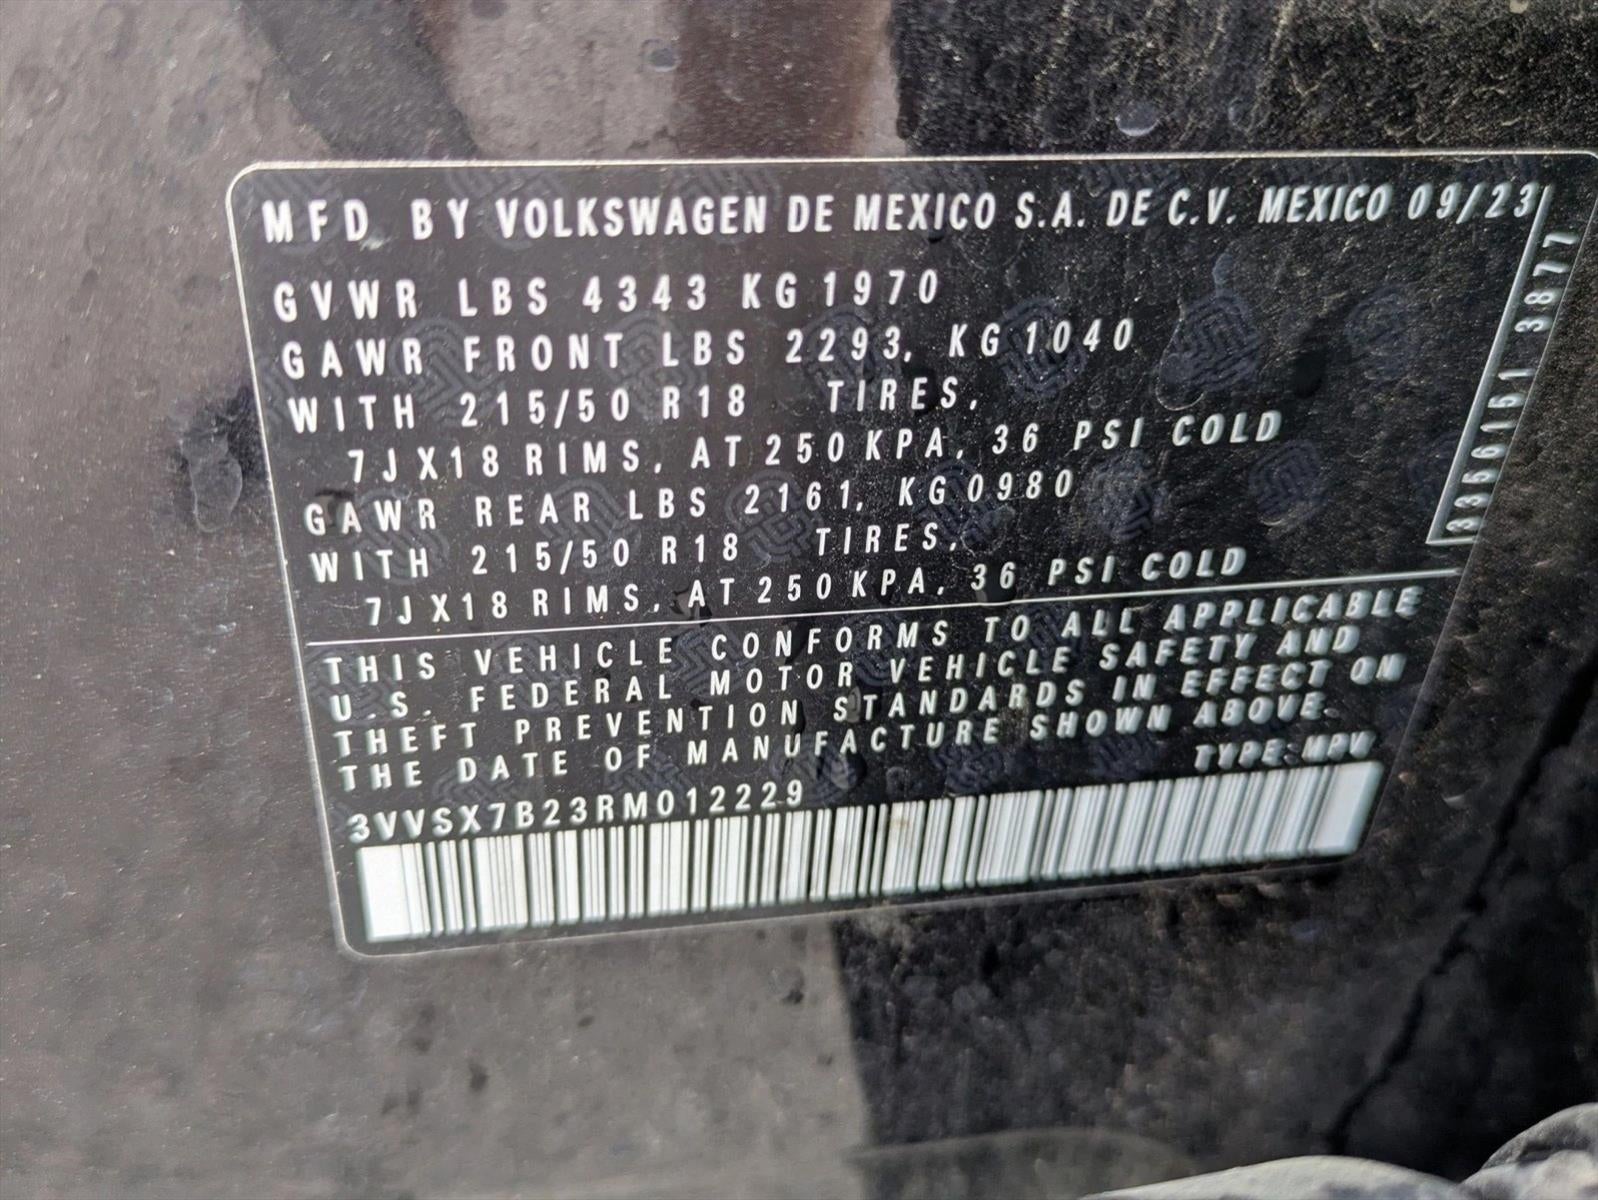 MFD. BY VOLKSWAGEN DE MEXICO S.A. DE C.V. MEXICO 09/23
GVWR LBS 4343 KG 1970
GAWR FRONT LBS 2293, KG 1040
WITH 215/50 R18 TIRES,
7J X18 RIMS, AT 250 KPA, 36 PSI COLD
GAWR REAR LBS 2161, KG 0980
WITH 215/50 R18 TIRES,
7J X18 RIMS, AT 250 KPA, 36 PSI COLD
THIS VEHICLE CONFORMS TO ALL APPLICABLE
U.S. FEDERAL MOTOR VEHICLE SAFETY AND
THEFT PREVENTION STANDARDS IN EFFECT ON
THE DATE OF MANUFACTURE SHOWN ABOVE.
TYPE: MPV
3VVSX7B23RM012229
3356151 3877